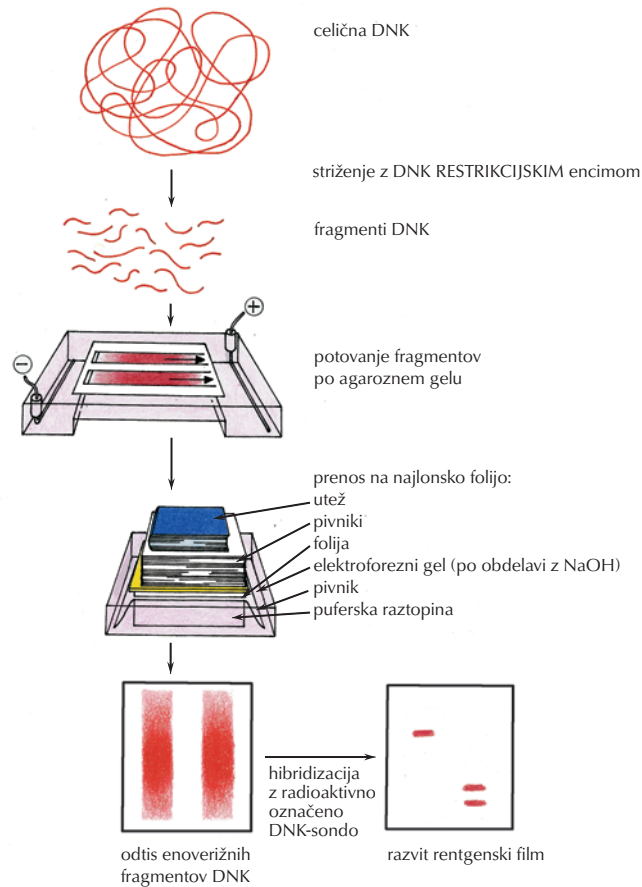 celična DNK
striženje z DNK RESTRIKCIJSKIM encimom
fragmenti DNK
+
−
potovanje fragmentov
po agaroznem gelu
prenos na najlonsko folijo:
utež
pivniki
folija
elektroforezni gel (po obdelavi z NaOH)
pivnik
puferska raztopina
hibridizacija
z radioaktivno
označeno
DNK-sondo
odtis enoverižnih
fragmentov DNK
razvit rentgenski film